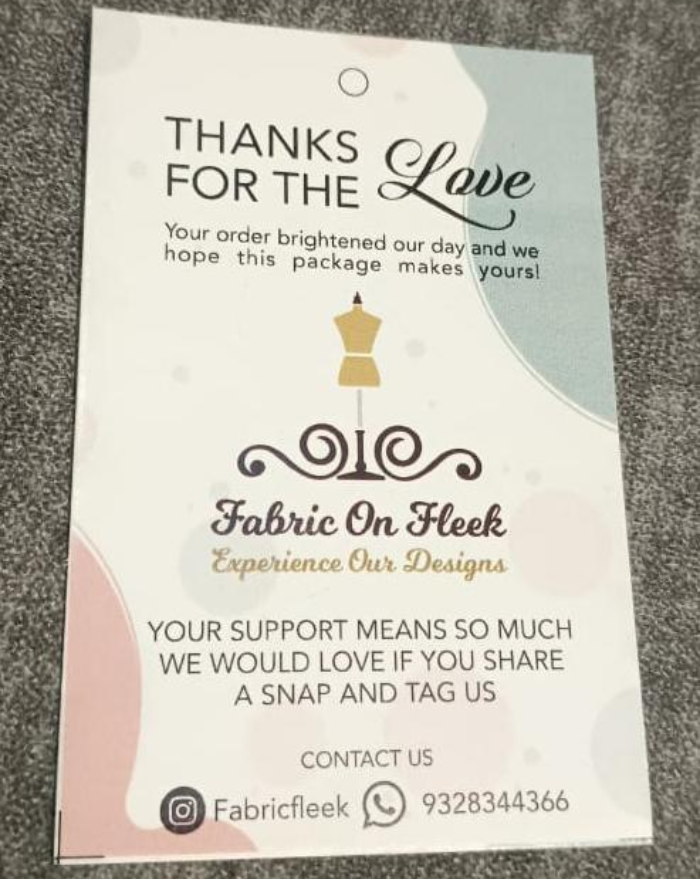 THANKS
FOR THE Love
Your order brightened our day and we
hope this package makes yours!
Fabric On Fleek
Experience Our Designs
YOUR SUPPORT MEANS SO MUCH
WE WOULD LOVE IF YOU SHARE
A SNAP AND TAG US
CONTACT US
Fabricfleek 9328344366